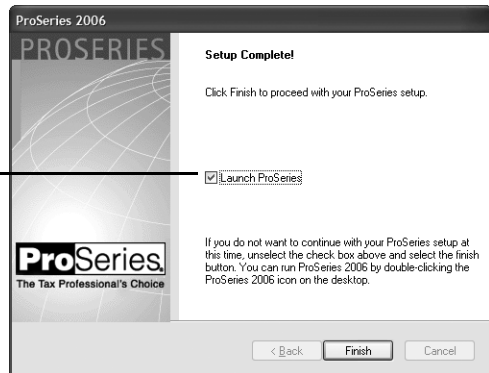 ProSeries 2006
PROSERIES
Setup Complete!
Click Finish to proceed with your ProSeries setup.
Launch ProSeries
If you do not want to continue with your ProSeries setup at
this time, unselect the check box above and select the finish
button. You can run ProSeries 2006 by double-clicking the
ProSeries 2006 icon on the desktop.
ProSeries.
The Tax Professional's Choice
< Back
Finish
Cancel